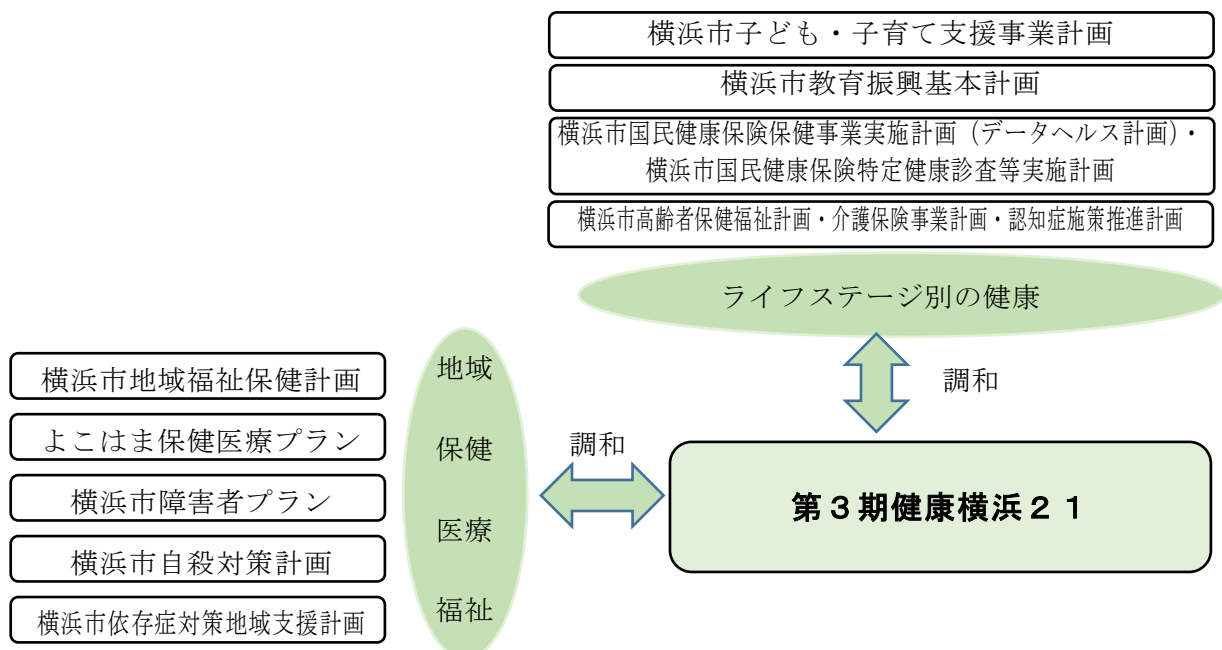 横浜市子ども・子育て支援事業計画
横浜市教育振興基本計画
横浜市国民健康保険保健事業実施計画（データヘルス計画）・
横浜市国民健康保険特定健康診査等実施計画
横浜市高齢者保健福祉計画・介護保険事業計画・認知症施策推進計画
ライフステージ別の健康
調和
横浜市地域福祉保健計画
よこはま保健医療プラン
横浜市障害者プラン
横浜市自殺対策計画
横浜市依存症対策地域支援計画
地域
保健
医療
福祉
調和
第３期健康横浜２１